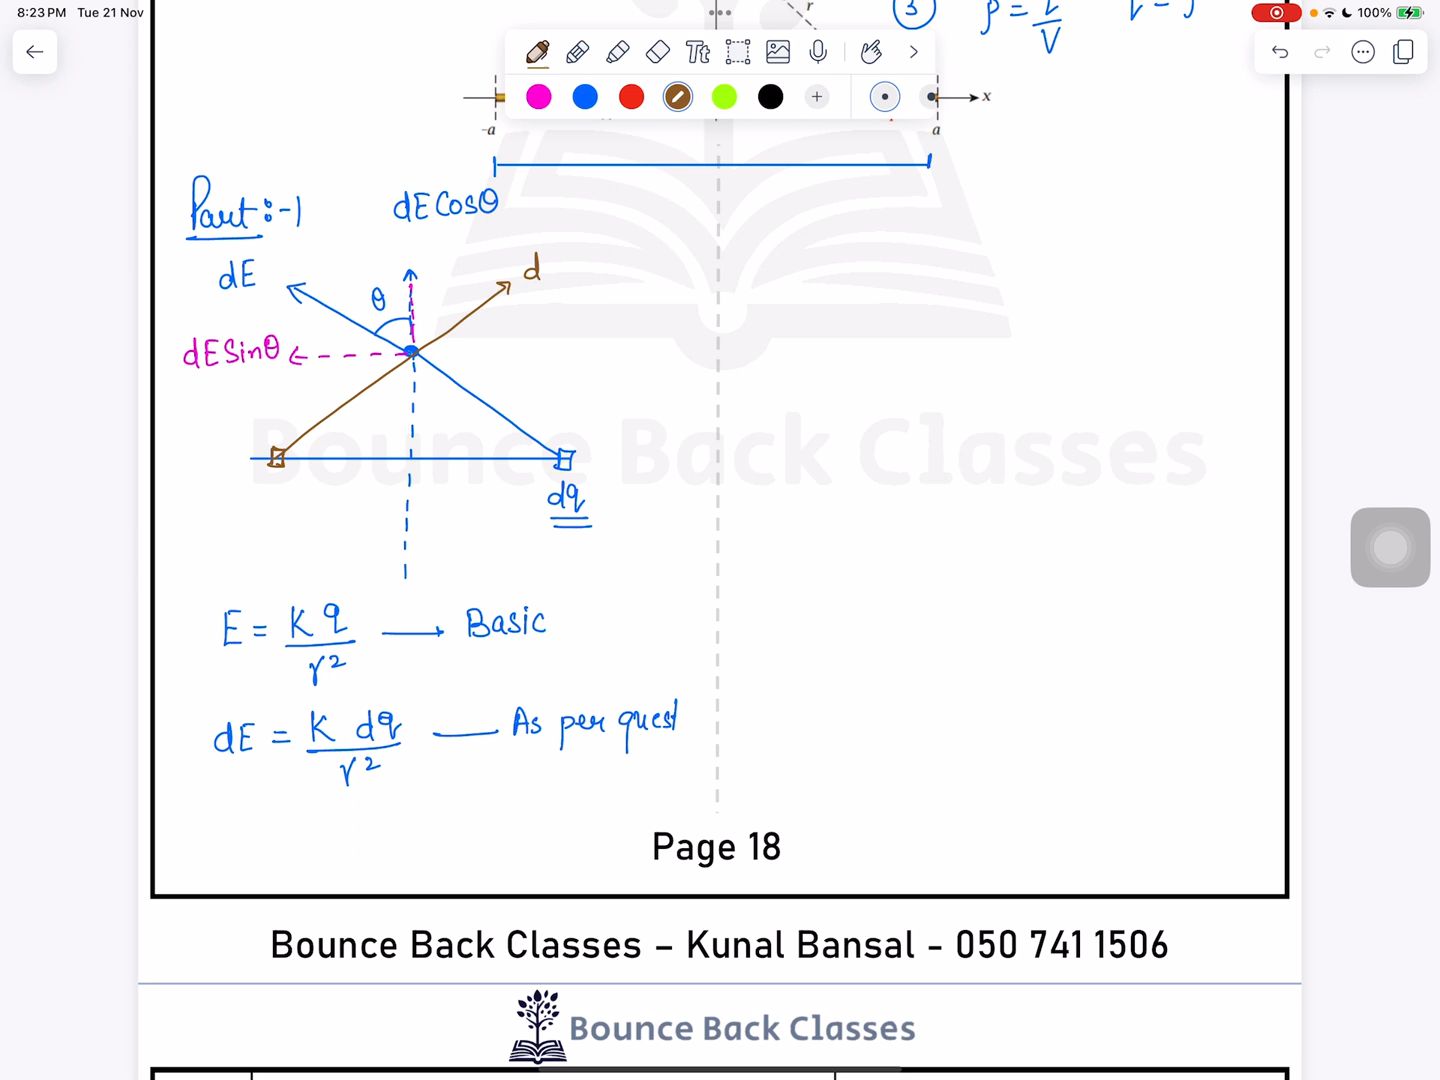 8:23 PM Tue 21 Nov
100%
r
3 ρ =
V
Tt
x
-a
a
Part :- 1
dE Cosθ
dE
θ
d
dE Sinθ
Bounce Back Classes
dq
E = K q / r² → Basic
dE = K dq / r² — As per quest
Page 18
Bounce Back Classes – Kunal Bansal - 050 741 1506
Bounce Back Classes